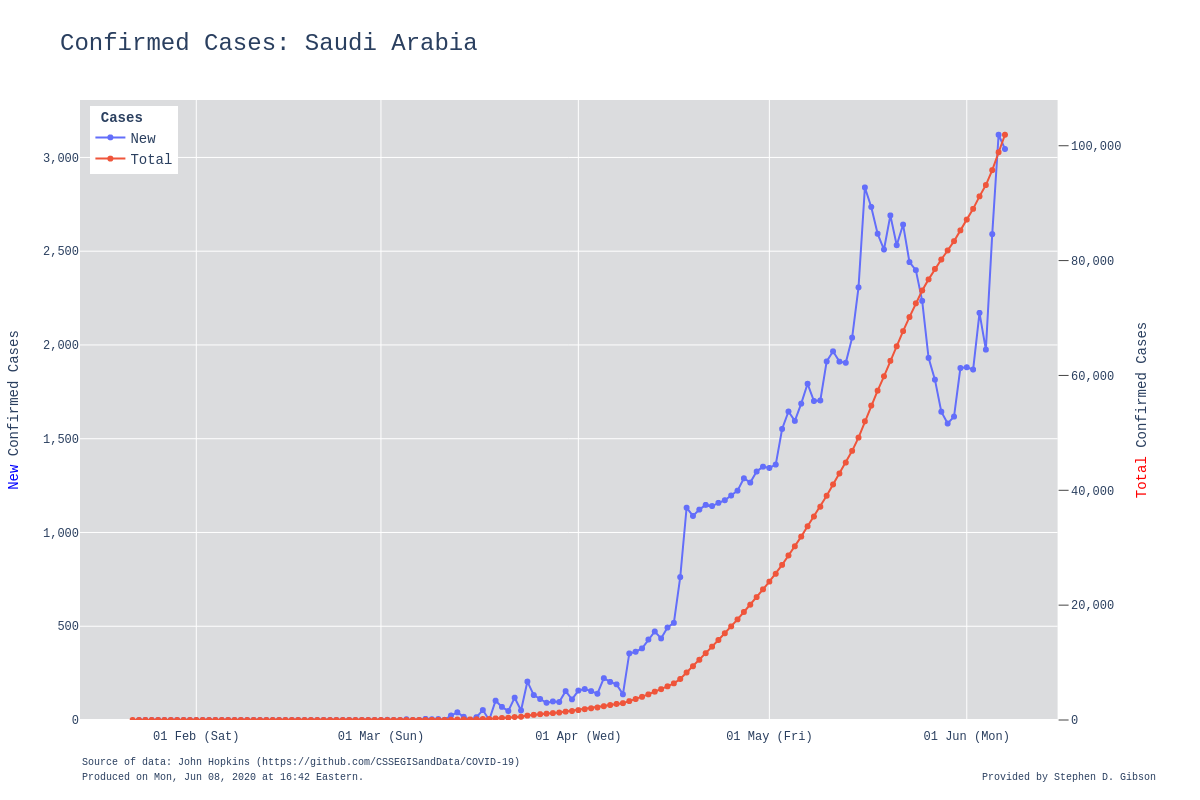 Confirmed Cases: Saudi Arabia
Cases
New
Total
3,000
2,500
2,000
1,500
1,000
500
0
100,000
80,000
60,000
40,000
20,000
0
New Confirmed Cases
Total Confirmed Cases
01 Feb (Sat)
01 Mar (Sun)
01 Apr (Wed)
01 May (Fri)
01 Jun (Mon)
Source of data: John Hopkins (https://github.com/CSSEGISandData/COVID-19)
Produced on Mon, Jun 08, 2020 at 16:42 Eastern.
Provided by Stephen D. Gibson